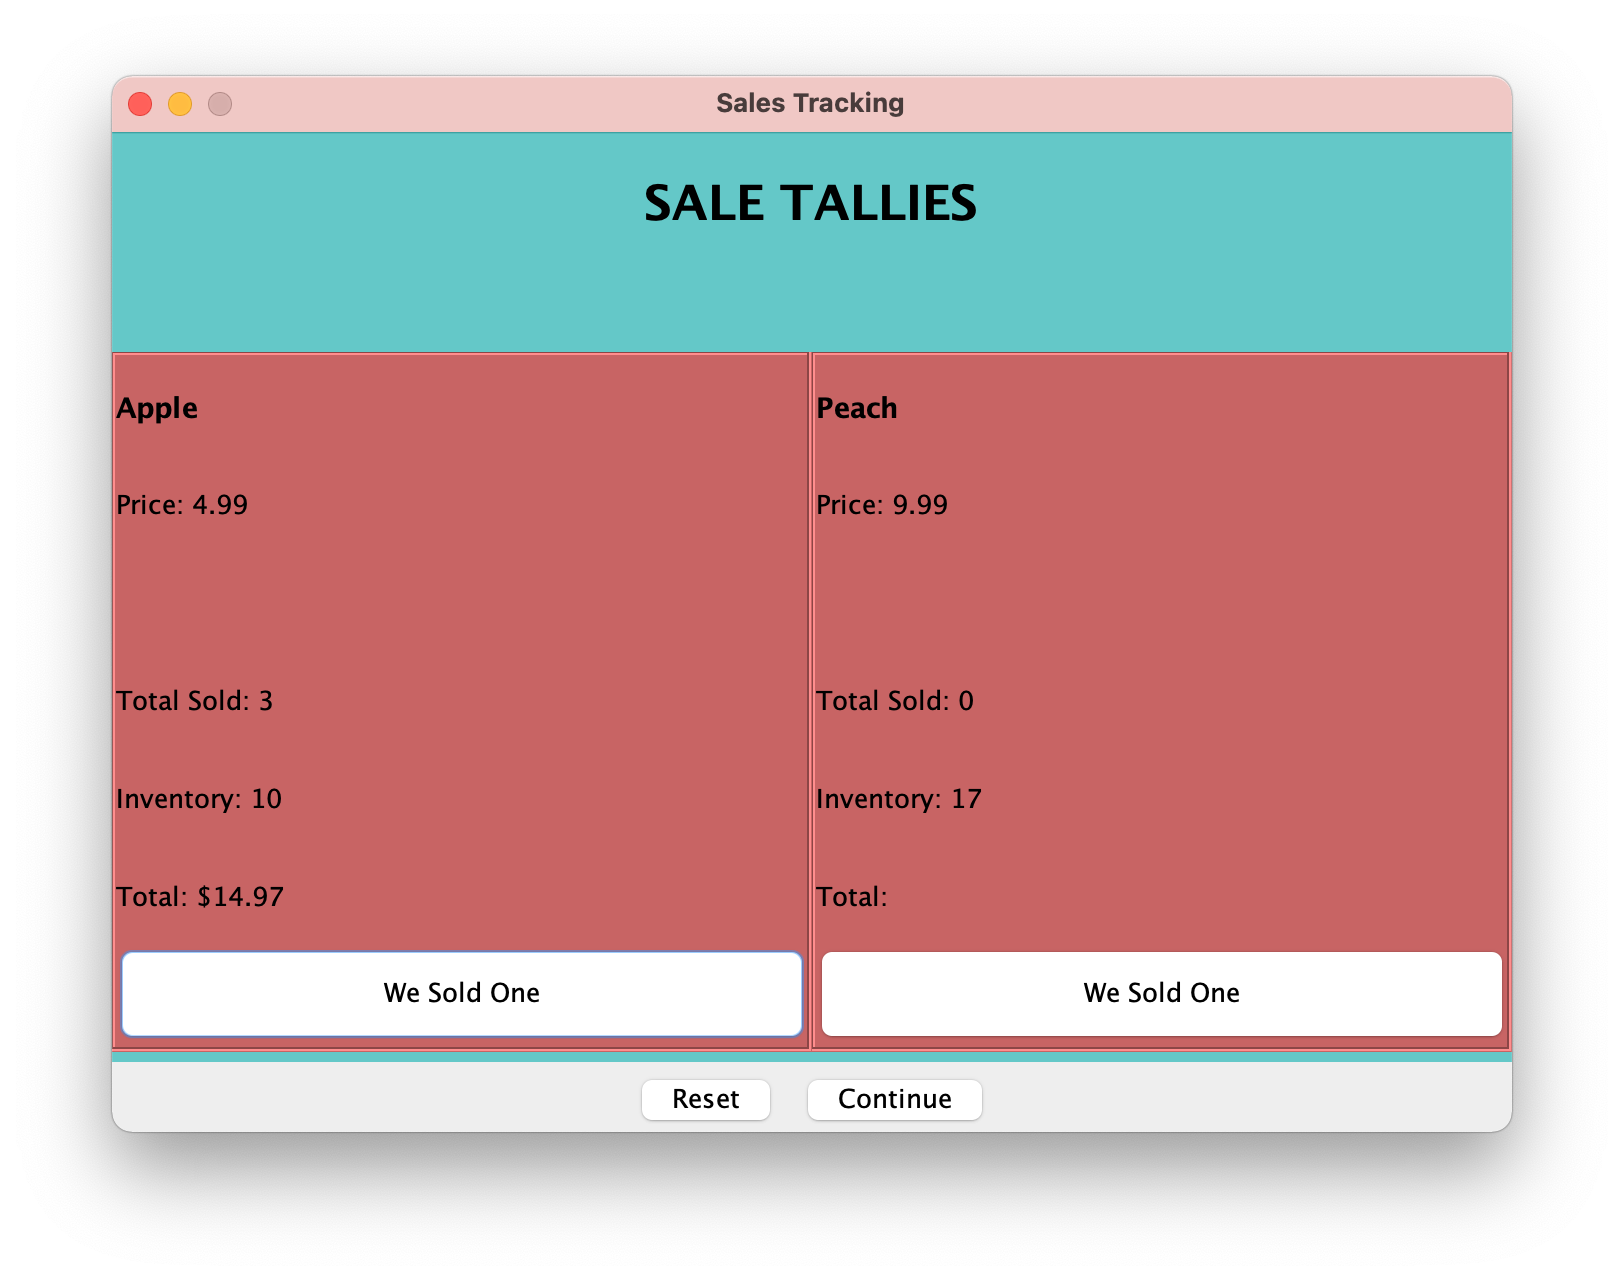 Sales Tracking
SALE TALLIES
Apple
Price: 4.99
Total Sold: 3
Inventory: 10
Total: $14.97
We Sold One
Peach
Price: 9.99
Total Sold: 0
Inventory: 17
Total:
We Sold One
Reset
Continue